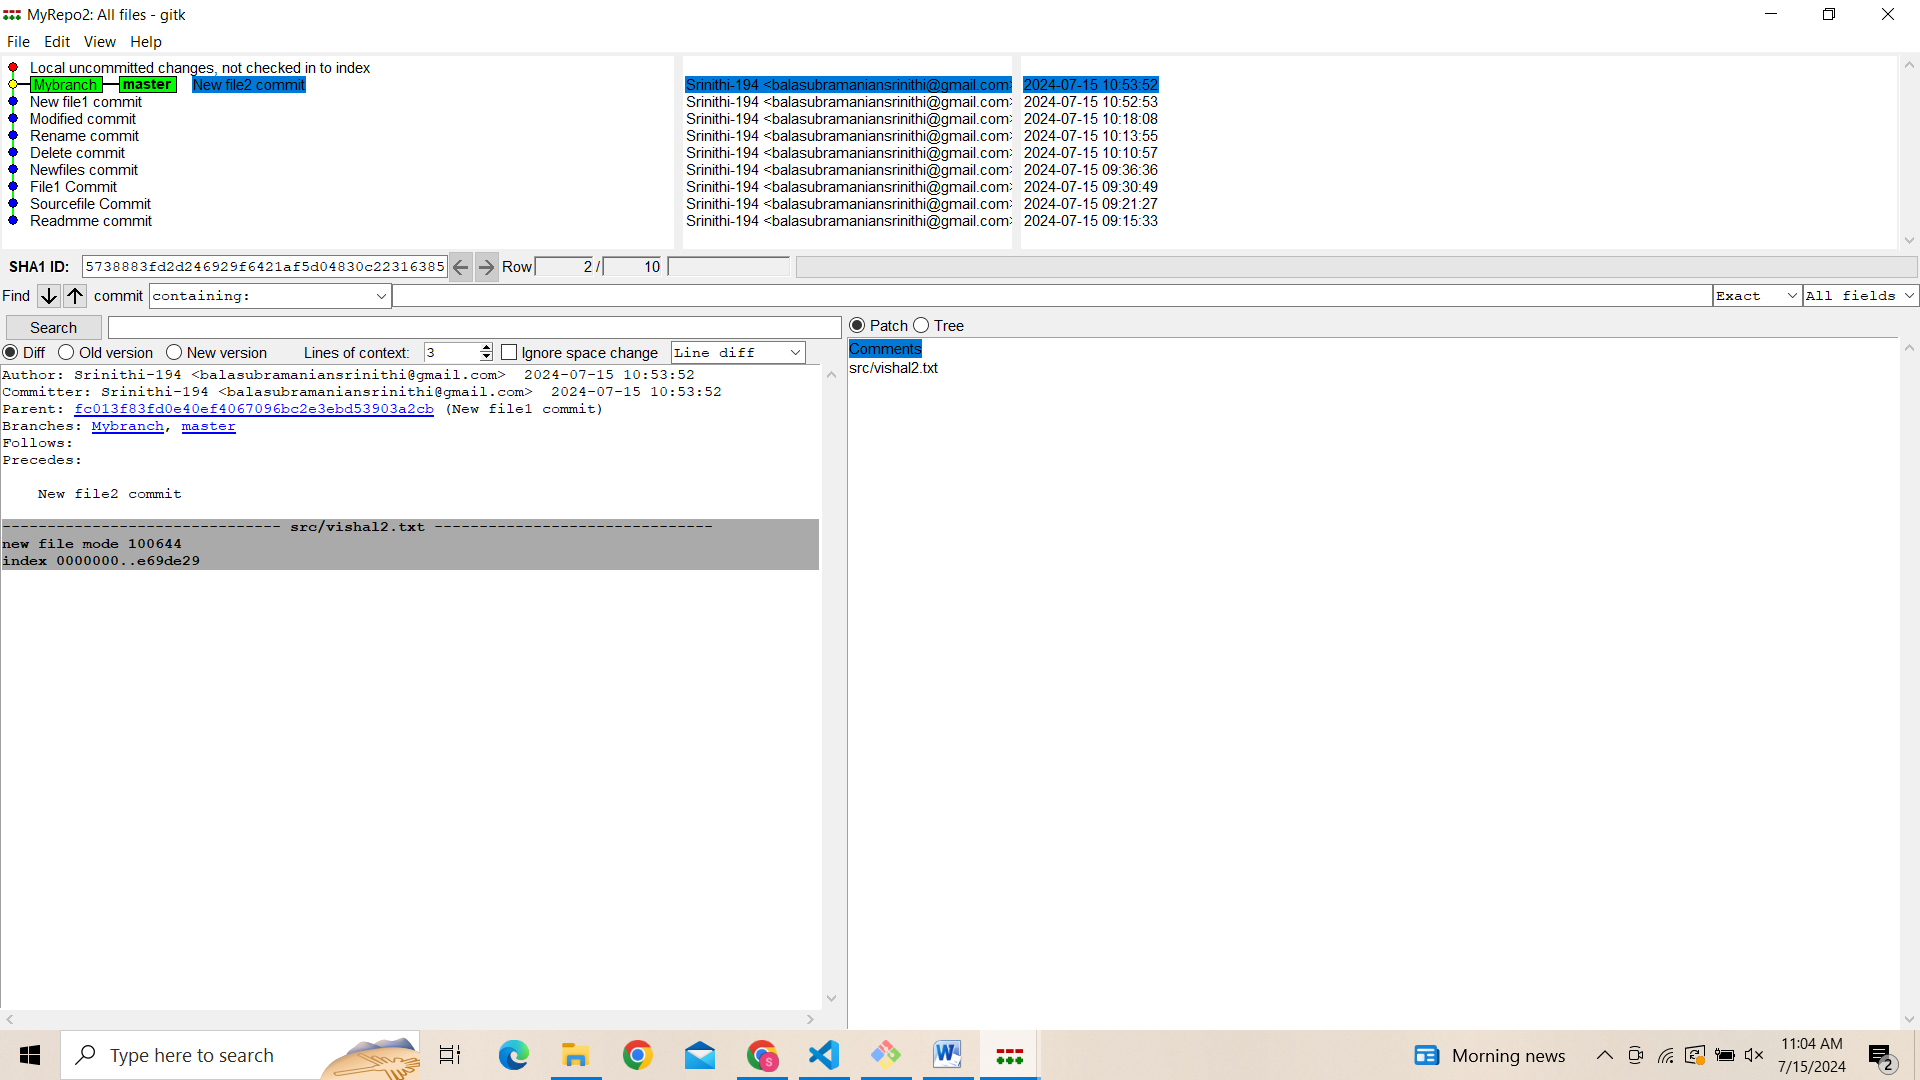 MyRepo2: All files - gitk
File Edit View Help
Local uncommitted changes, not checked in to index
Mybranch master New file2 commit Srinithi-194 <balasubramaniansrinithi@gmail.com> 2024-07-15 10:53:52
New file1 commit Srinithi-194 <balasubramaniansrinithi@gmail.com> 2024-07-15 10:52:53
Modified commit Srinithi-194 <balasubramaniansrinithi@gmail.com> 2024-07-15 10:18:08
Rename commit Srinithi-194 <balasubramaniansrinithi@gmail.com> 2024-07-15 10:13:55
Delete commit Srinithi-194 <balasubramaniansrinithi@gmail.com> 2024-07-15 10:10:57
Newfiles commit Srinithi-194 <balasubramaniansrinithi@gmail.com> 2024-07-15 09:36:36
File1 Commit Srinithi-194 <balasubramaniansrinithi@gmail.com> 2024-07-15 09:30:49
Sourcefile Commit Srinithi-194 <balasubramaniansrinithi@gmail.com> 2024-07-15 09:21:27
Readmme commit Srinithi-194 <balasubramaniansrinithi@gmail.com> 2024-07-15 09:15:33
SHA1 ID: 5738883fd2d246929f6421af5d04830c22316385 Row 2 / 10
Find commit containing: Exact All fields
Search
Diff Old version New version Lines of context: 3 Ignore space change Line diff
Author: Srinithi-194 <balasubramaniansrinithi@gmail.com> 2024-07-15 10:53:52
Committer: Srinithi-194 <balasubramaniansrinithi@gmail.com> 2024-07-15 10:53:52
Parent: fc013f83fd0e40ef4067096bc2e3ebd53903a2cb (New file1 commit)
Branches: Mybranch, master
Follows:
Precedes:
New file2 commit
------------------------------- src/vishal2.txt -------------------------------
new file mode 100644
index 0000000..e69de29
Patch Tree
Comments
src/vishal2.txt
Type here to search
S
W
Morning news
11:04 AM
7/15/2024
2